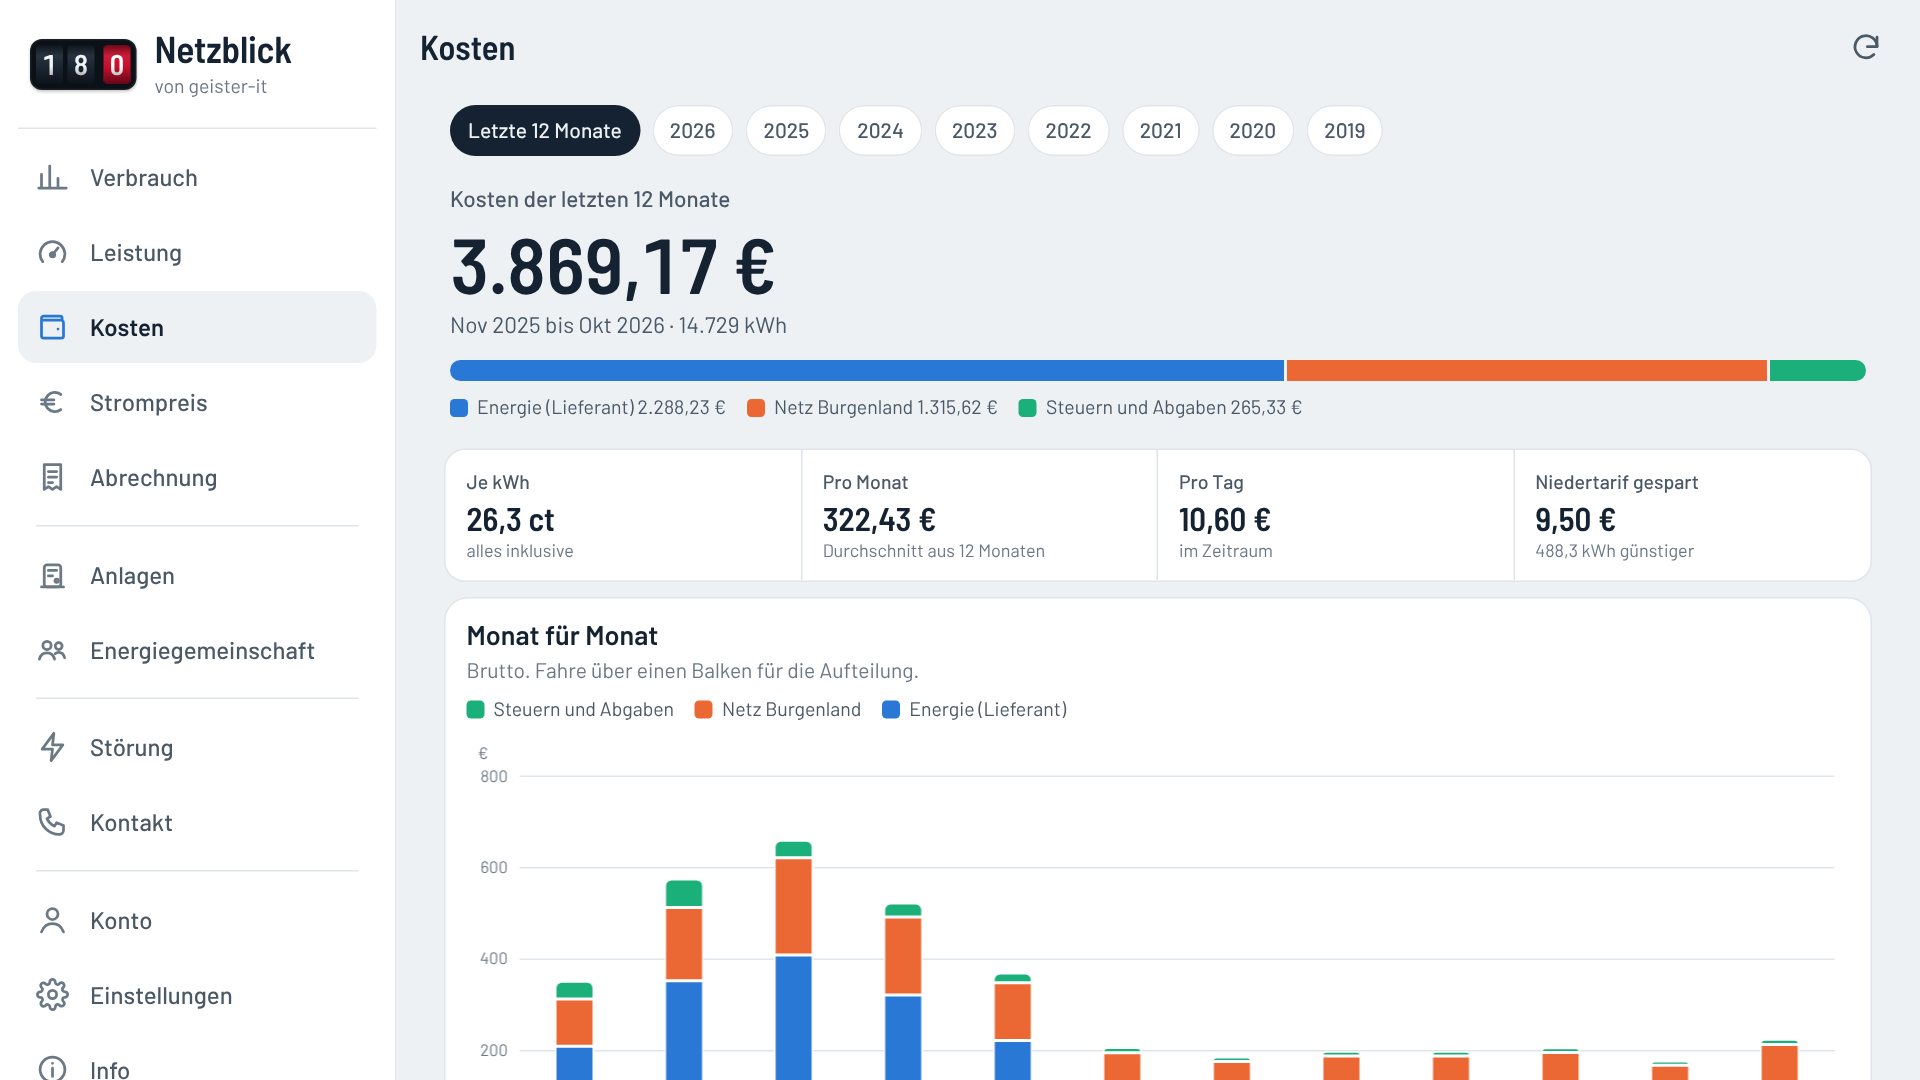 180
Netzblick
von geister-it
Verbrauch
Leistung
Kosten
Strompreis
Abrechnung
Anlagen
Energiegemeinschaft
Störung
Kontakt
Konto
Einstellungen
Info
Kosten
Letzte 12 Monate 2026 2025 2024 2023 2022 2021 2020 2019
Kosten der letzten 12 Monate
3.869,17 €
Nov 2025 bis Okt 2026 · 14.729 kWh
Energie (Lieferant) 2.288,23 € Netz Burgenland 1.315,62 € Steuern und Abgaben 265,33 €
Je kWh
26,3 ct
alles inklusive
Pro Monat
322,43 €
Durchschnitt aus 12 Monaten
Pro Tag
10,60 €
im Zeitraum
Niedertarif gespart
9,50 €
488,3 kWh günstiger
Monat für Monat
Brutto. Fahre über einen Balken für die Aufteilung.
Steuern und Abgaben Netz Burgenland Energie (Lieferant)
€
800
600
400
200